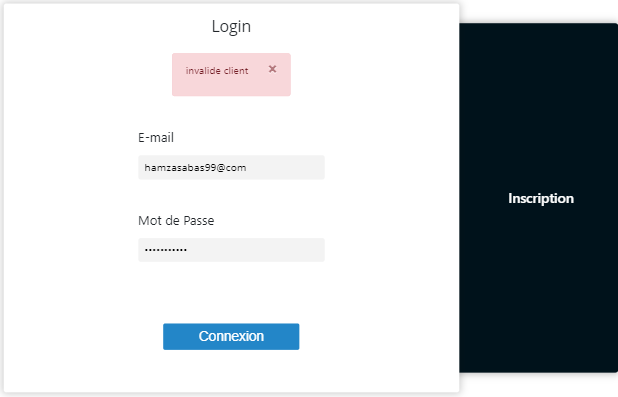 Login
invalide client ×
E-mail
hamzasabas99@com
Mot de Passe
•••••••••••
Connexion
Inscription